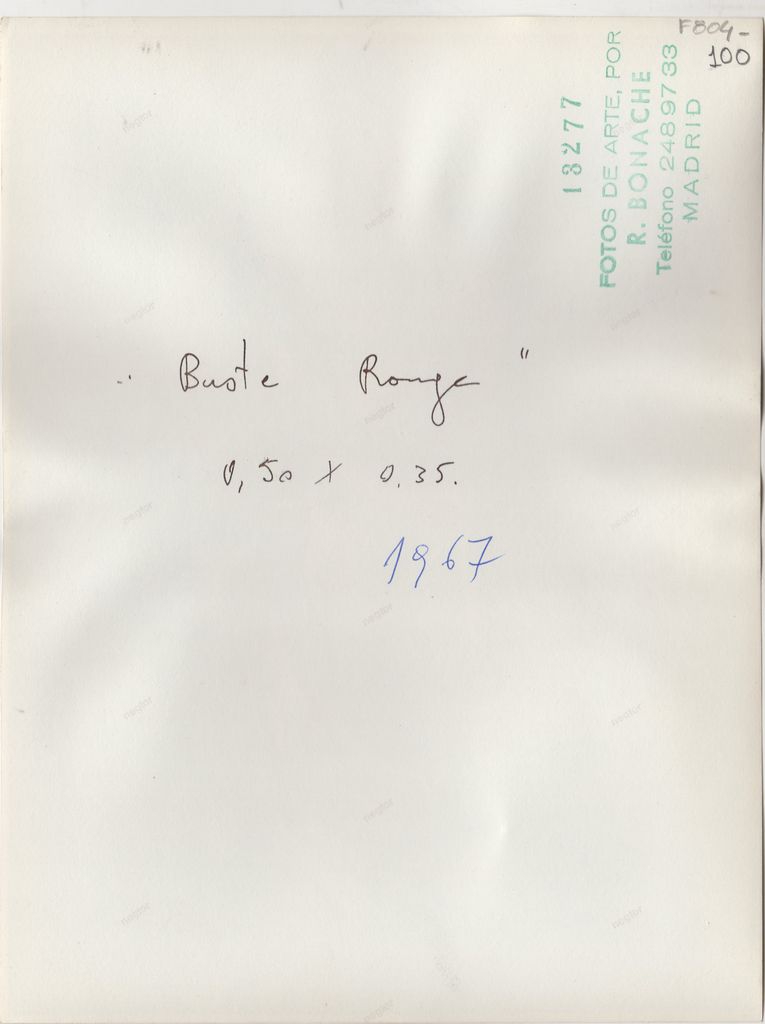 F804-
100
13277
FOTOS DE ARTE, POR
R. BONACHE
Teléfono 2489733
MADRID
" Buste Rouge "
0,50 X 0.35.
1967